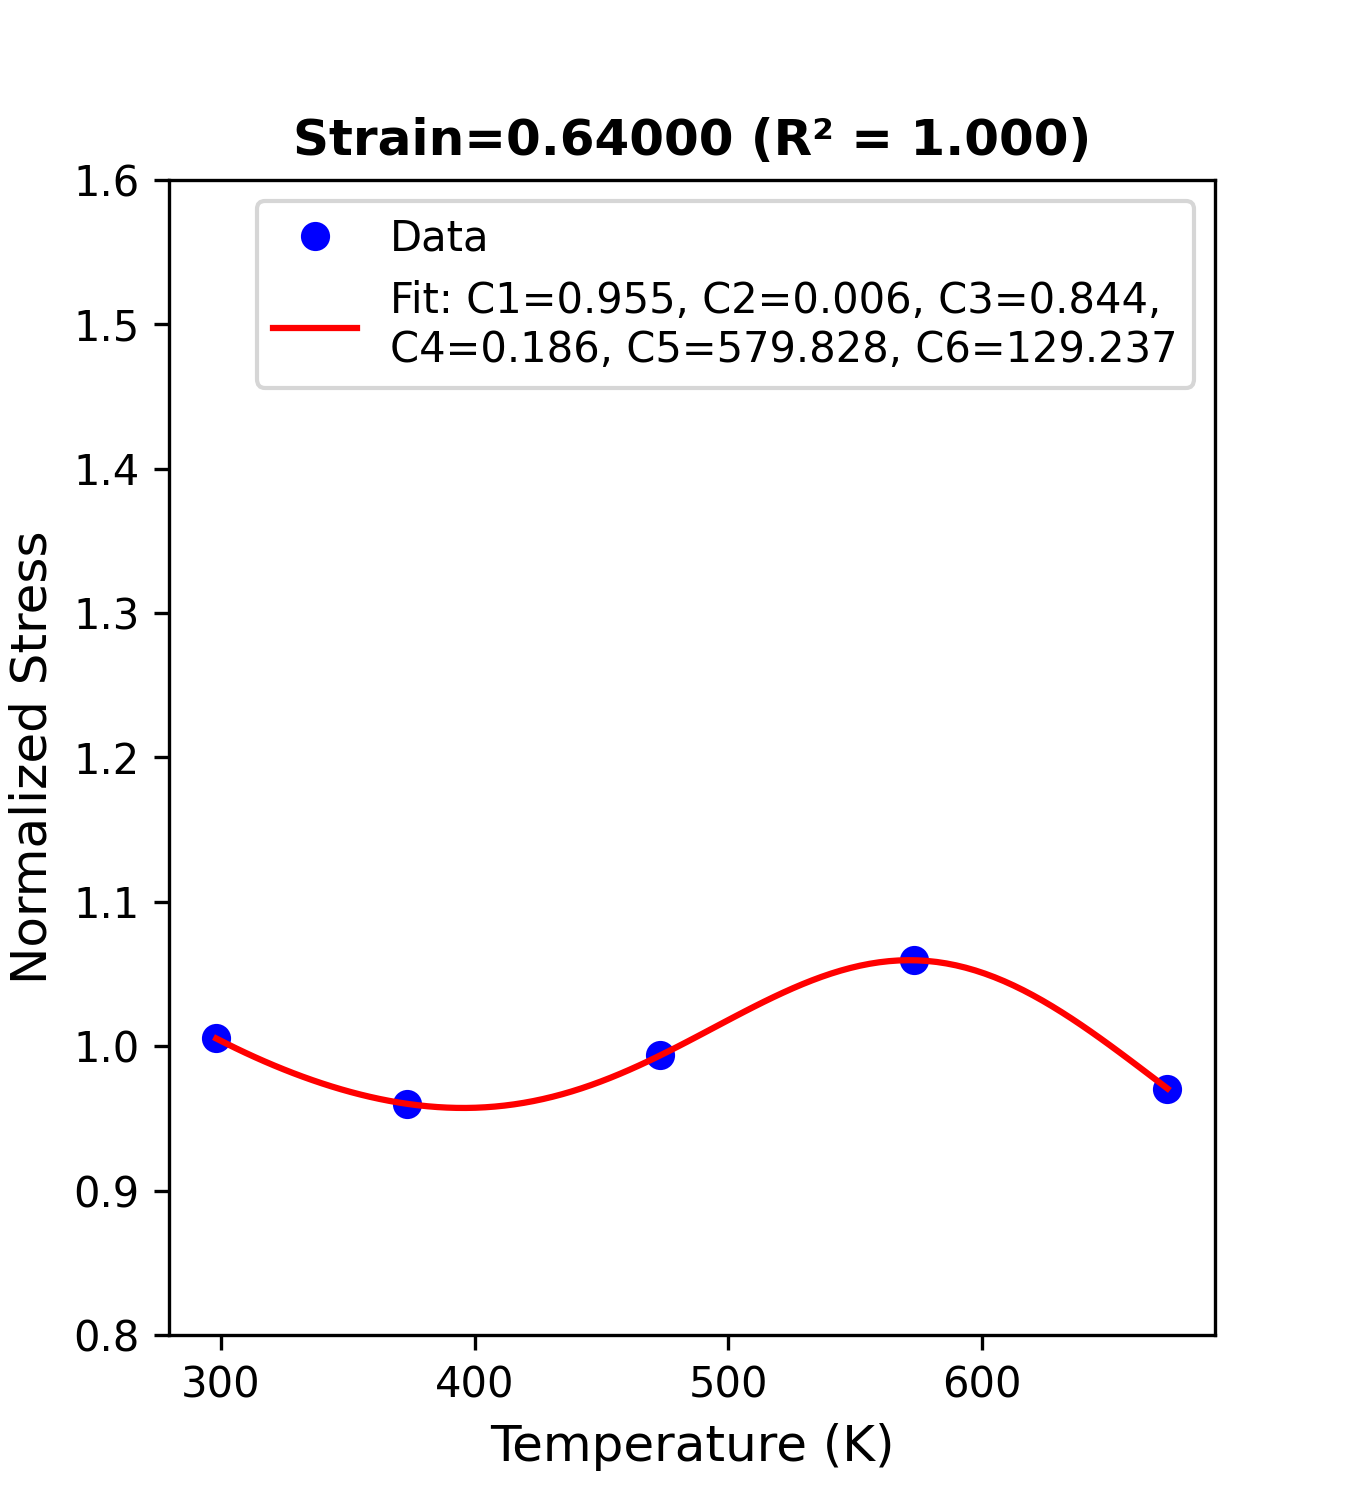 Strain=0.64000 (R² = 1.000)
1.6
1.5
1.4
1.3
1.2
1.1
1.0
0.9
0.8
Normalized Stress
Data
Fit: C1=0.955, C2=0.006, C3=0.844,
C4=0.186, C5=579.828, C6=129.237
300 400 500 600
Temperature (K)